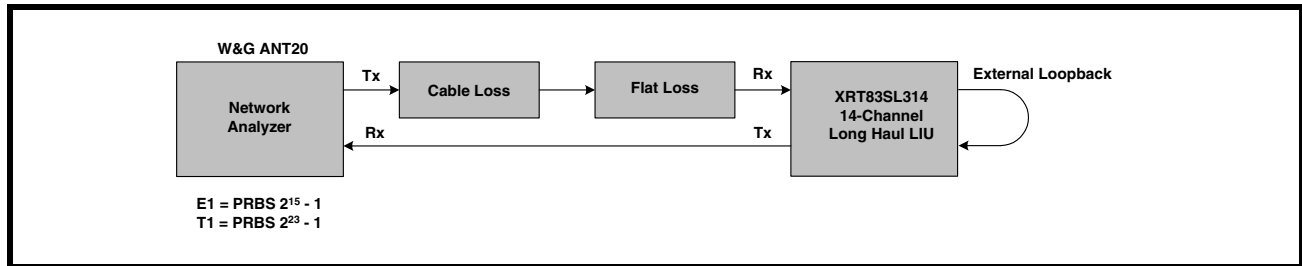 W&G ANT20
Network
Analyzer
Tx
Cable Loss
Flat Loss
Rx
XRT83SL314
14-Channel
Long Haul LIU
External Loopback
Rx
Tx
E1 = PRBS 2¹⁵ - 1
T1 = PRBS 2²³ - 1